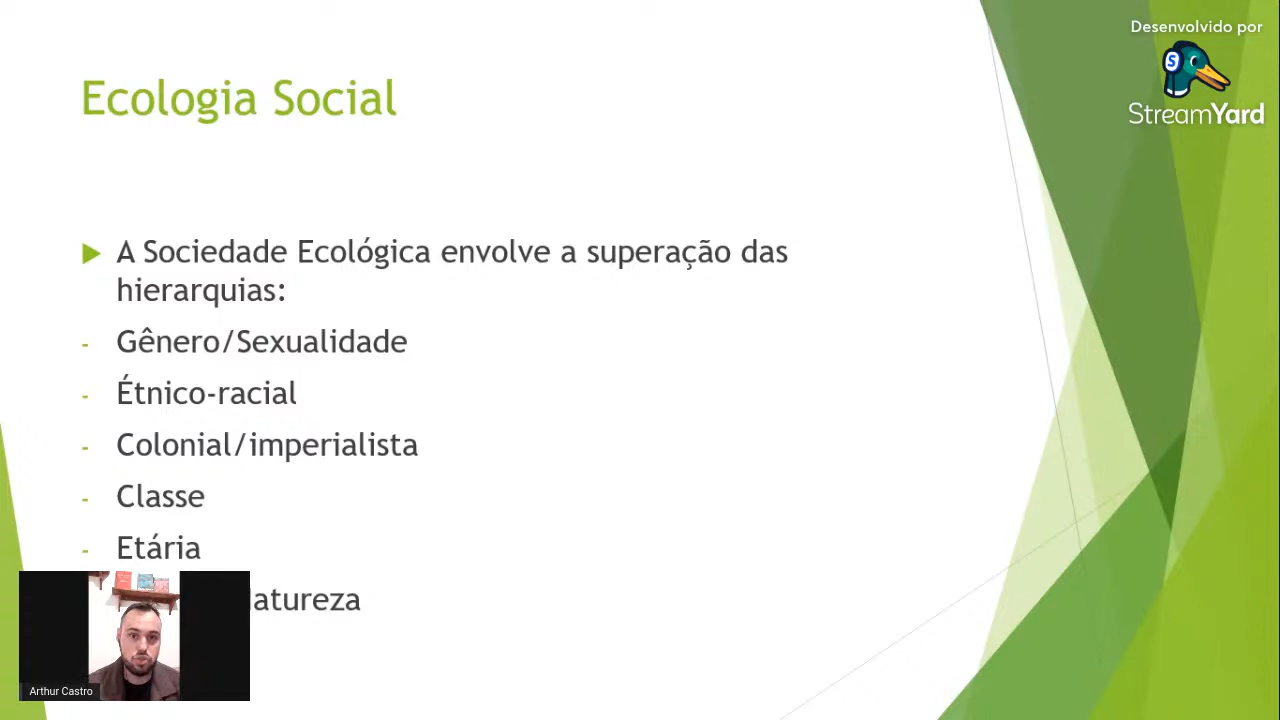 Desenvolvido por
StreamYard
Ecologia Social
A Sociedade Ecológica envolve a superação das
hierarquias:
- Gênero/Sexualidade
- Étnico-racial
- Colonial/imperialista
- Classe
- Etária
Arthur Castro